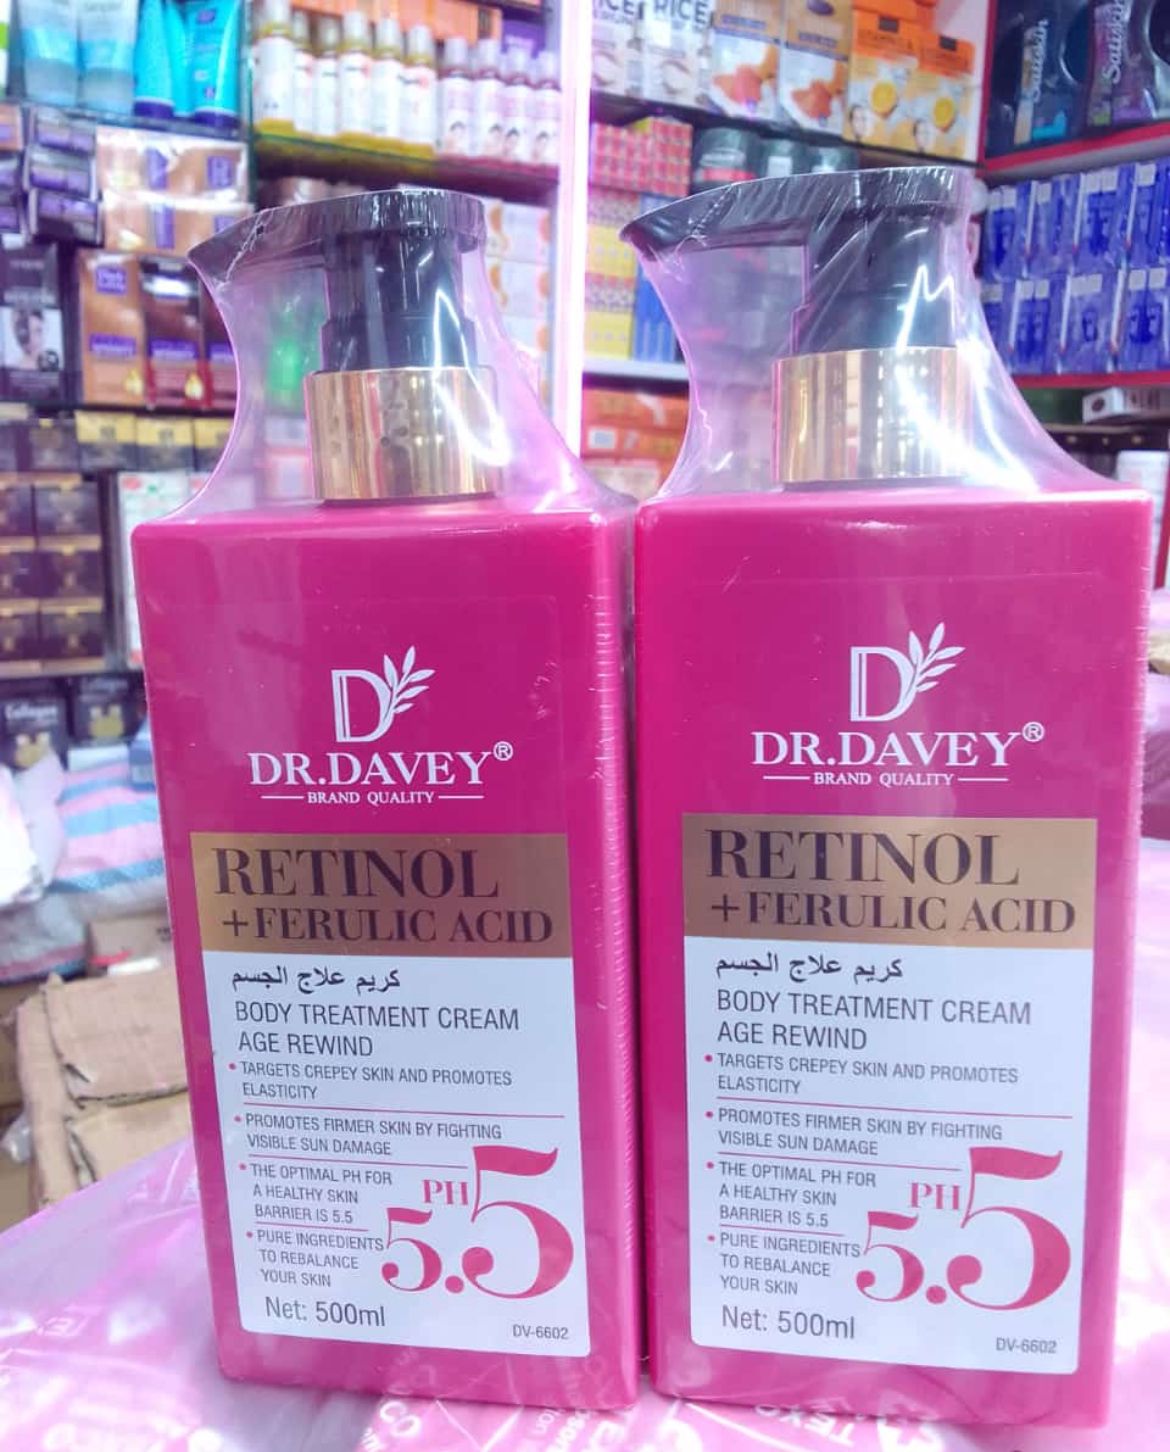 DR.DAVEY®
BRAND QUALITY
RETINOL
+FERULIC ACID
كريم علاج الجسم
BODY TREATMENT CREAM
AGE REWIND
• TARGETS CREPEY SKIN AND PROMOTES
ELASTICITY
• PROMOTES FIRMER SKIN BY FIGHTING
VISIBLE SUN DAMAGE
• THE OPTIMAL PH FOR
A HEALTHY SKIN
BARRIER IS 5.5
• PURE INGREDIENTS
TO REBALANCE
YOUR SKIN
PH
5.5
Net: 500ml
DV-6602
DR.DAVEY®
BRAND QUALITY
RETINOL
+FERULIC ACID
كريم علاج الجسم
BODY TREATMENT CREAM
AGE REWIND
• TARGETS CREPEY SKIN AND PROMOTES
ELASTICITY
• PROMOTES FIRMER SKIN BY FIGHTING
VISIBLE SUN DAMAGE
• THE OPTIMAL PH FOR
A HEALTHY SKIN
BARRIER IS 5.5
• PURE INGREDIENTS
TO REBALANCE
YOUR SKIN
PH
5.5
Net: 500ml
DV-6602
RICE
Collagen